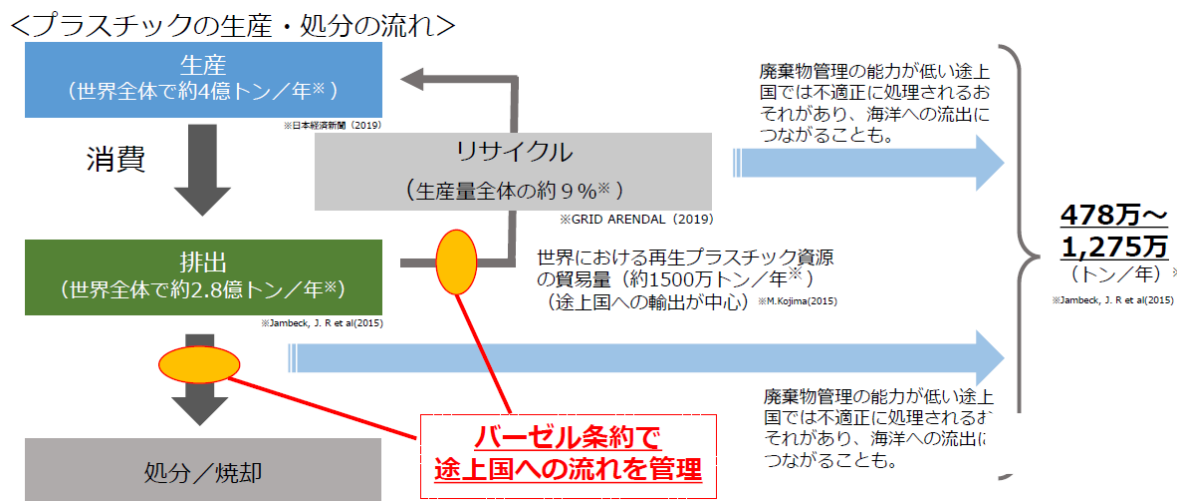 ＜プラスチックの生産・処分の流れ＞
生産
（世界全体で約4億トン／年※）
※日本経済新聞（2019）
消費
リサイクル
（生産量全体の約９％※）
※GRID ARENDAL（2019）
廃棄物管理の能力が低い途上
国では不適正に処理されるお
それがあり、海洋への流出に
つながることも。
478万～
1,275万
（トン／年）※
※Jambeck, J. R et al(2015)
排出
（世界全体で約2.8億トン／年※）
※Jambeck, J. R et al(2015)
世界における再生プラスチック資源
の貿易量（約1500万トン／年※）
（途上国への輸出が中心）※M.Kojima(2015)
廃棄物管理の能力が低い途上
国では不適正に処理されるお
それがあり、海洋への流出に
つながることも。
バーゼル条約で
途上国への流れを管理
処分／焼却